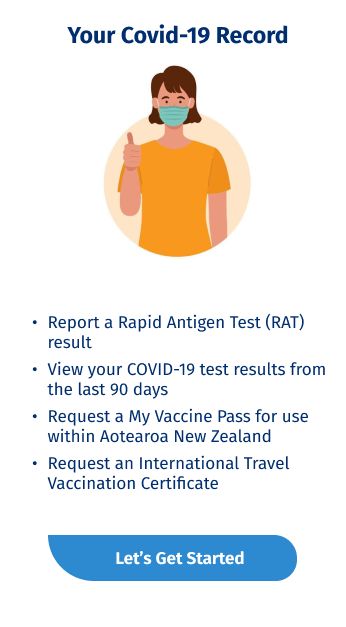 Your Covid-19 Record
• Report a Rapid Antigen Test (RAT)
result
• View your COVID-19 test results from
the last 90 days
• Request a My Vaccine Pass for use
within Aotearoa New Zealand
• Request an International Travel
Vaccination Certificate
Let's Get Started